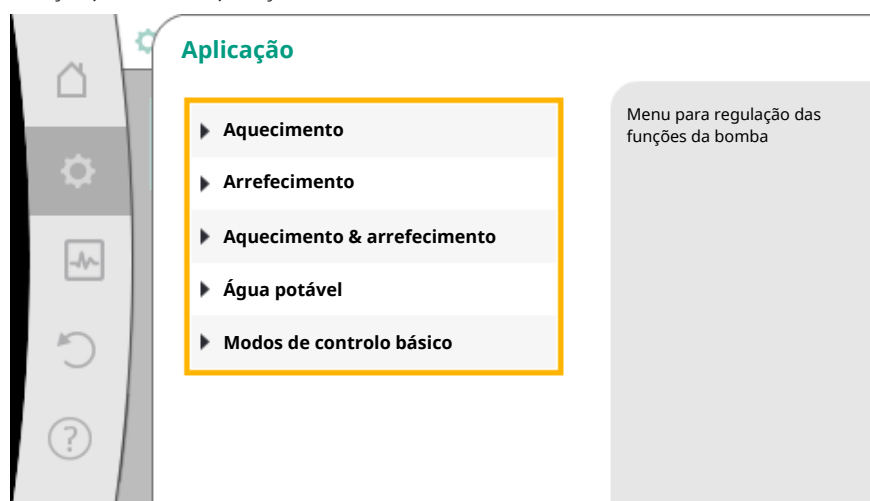 Aplicação
Aquecimento
Arrefecimento
Aquecimento & arrefecimento
Água potável
Modos de controlo básico
Menu para regulação das
funções da bomba
?